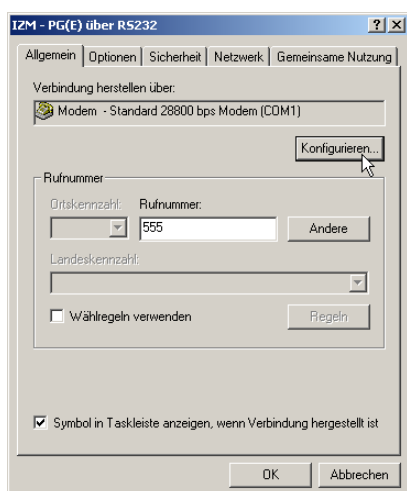 IZM - PG(E) über RS232
Allgemein Optionen Sicherheit Netzwerk Gemeinsame Nutzung
Verbindung herstellen über:
Modem - Standard 28800 bps Modem (COM1)
Konfigurieren...
Rufnummer
Ortskennzahl: Rufnummer:
555 Andere
Landeskennzahl:
Wählregeln verwenden Regeln
Symbol in Taskleiste anzeigen, wenn Verbindung hergestellt ist
OK Abbrechen